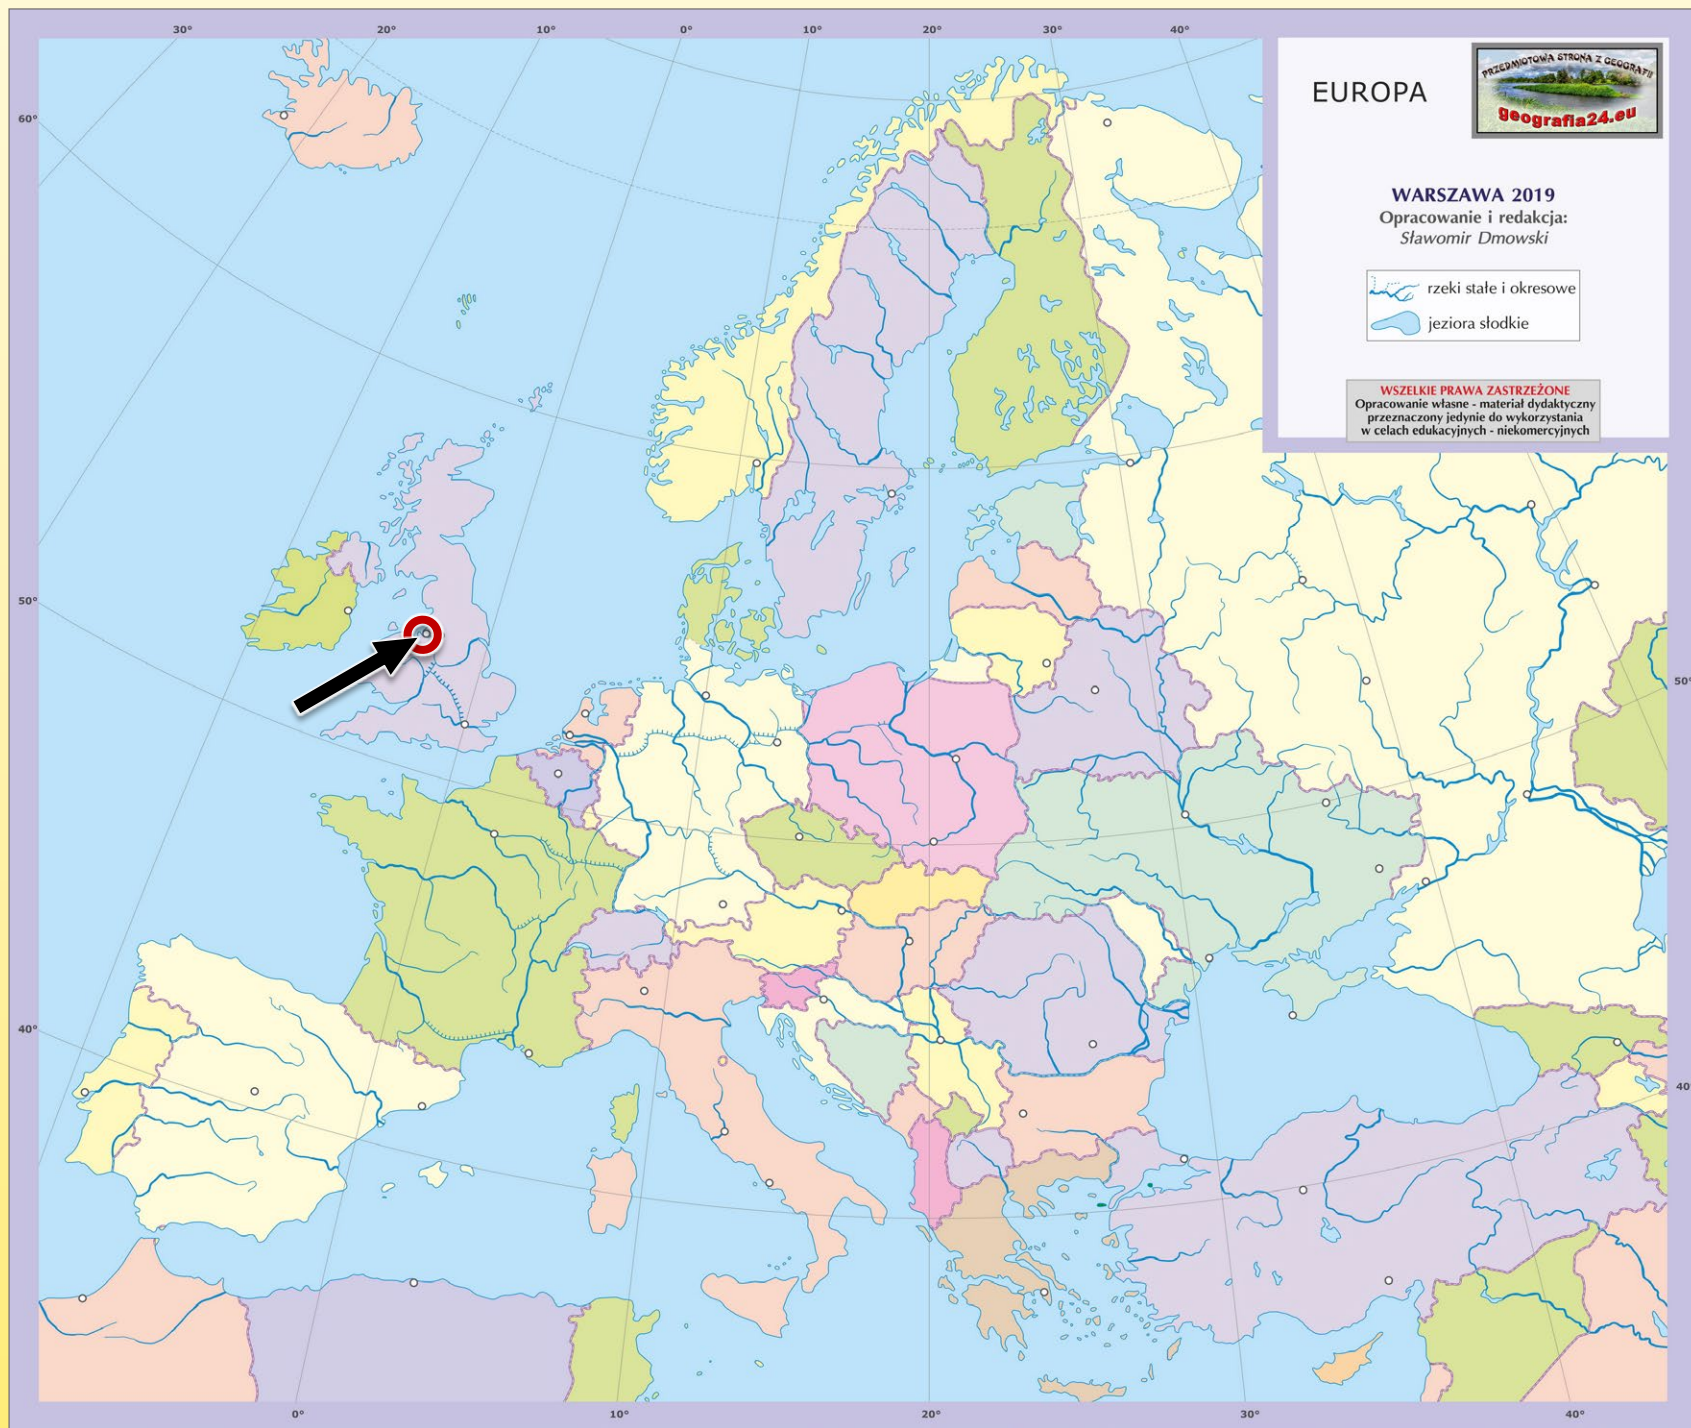 30° 20° 10° 0° 10° 20° 30° 40°
EUROPA
PRZEDMIOTOWA STRONA Z GEOGRAFII
geografia24.eu
60°
WARSZAWA 2019
Opracowanie i redakcja:
Sławomir Dmowski
rzeki stałe i okresowe
jeziora słodkie
WSZELKIE PRAWA ZASTRZEŻONE
Opracowanie własne - materiał dydaktyczny
przeznaczony jedynie do wykorzystania
w celach edukacyjnych - niekomercyjnych
50°
50°
40°
40°
0° 10° 20° 30° 40°